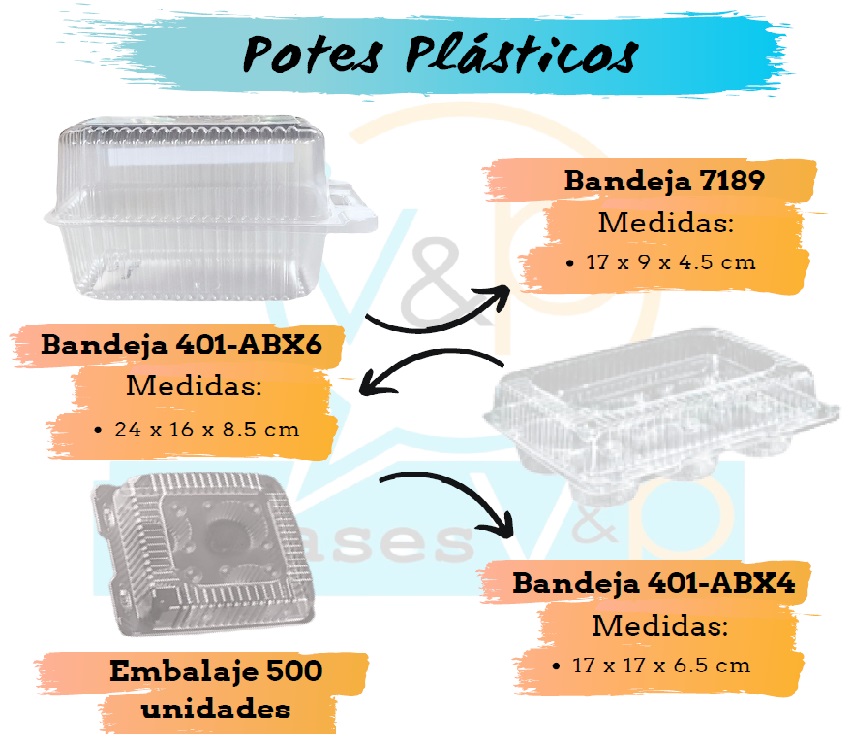 Potes Plásticos
Bandeja 7189
Medidas:
• 17 x 9 x 4.5 cm
Bandeja 401-ABX6
Medidas:
• 24 x 16 x 8.5 cm
Bandeja 401-ABX4
Medidas:
• 17 x 17 x 6.5 cm
Embalaje 500
unidades
v&p
ases v&p